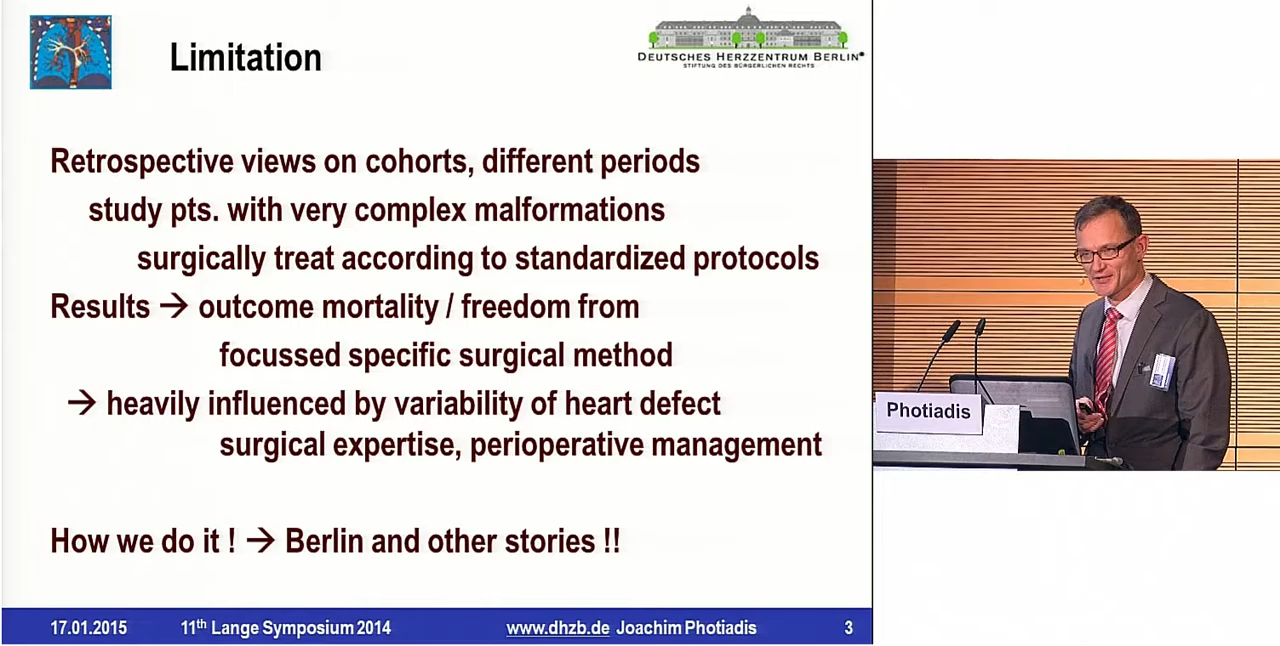 Limitation
DEUTSCHES HERZZENTRUM BERLIN
STIFTUNG DES BÜRGERLICHEN RECHTS
Retrospective views on cohorts, different periods
study pts. with very complex malformations
surgically treat according to standardized protocols
Results → outcome mortality / freedom from
focussed specific surgical method
→ heavily influenced by variability of heart defect
surgical expertise, perioperative management
How we do it ! → Berlin and other stories !!
17.01.2015 11th Lange Symposium 2014 www.dhzb.de Joachim Photiadis 3
Photiadis